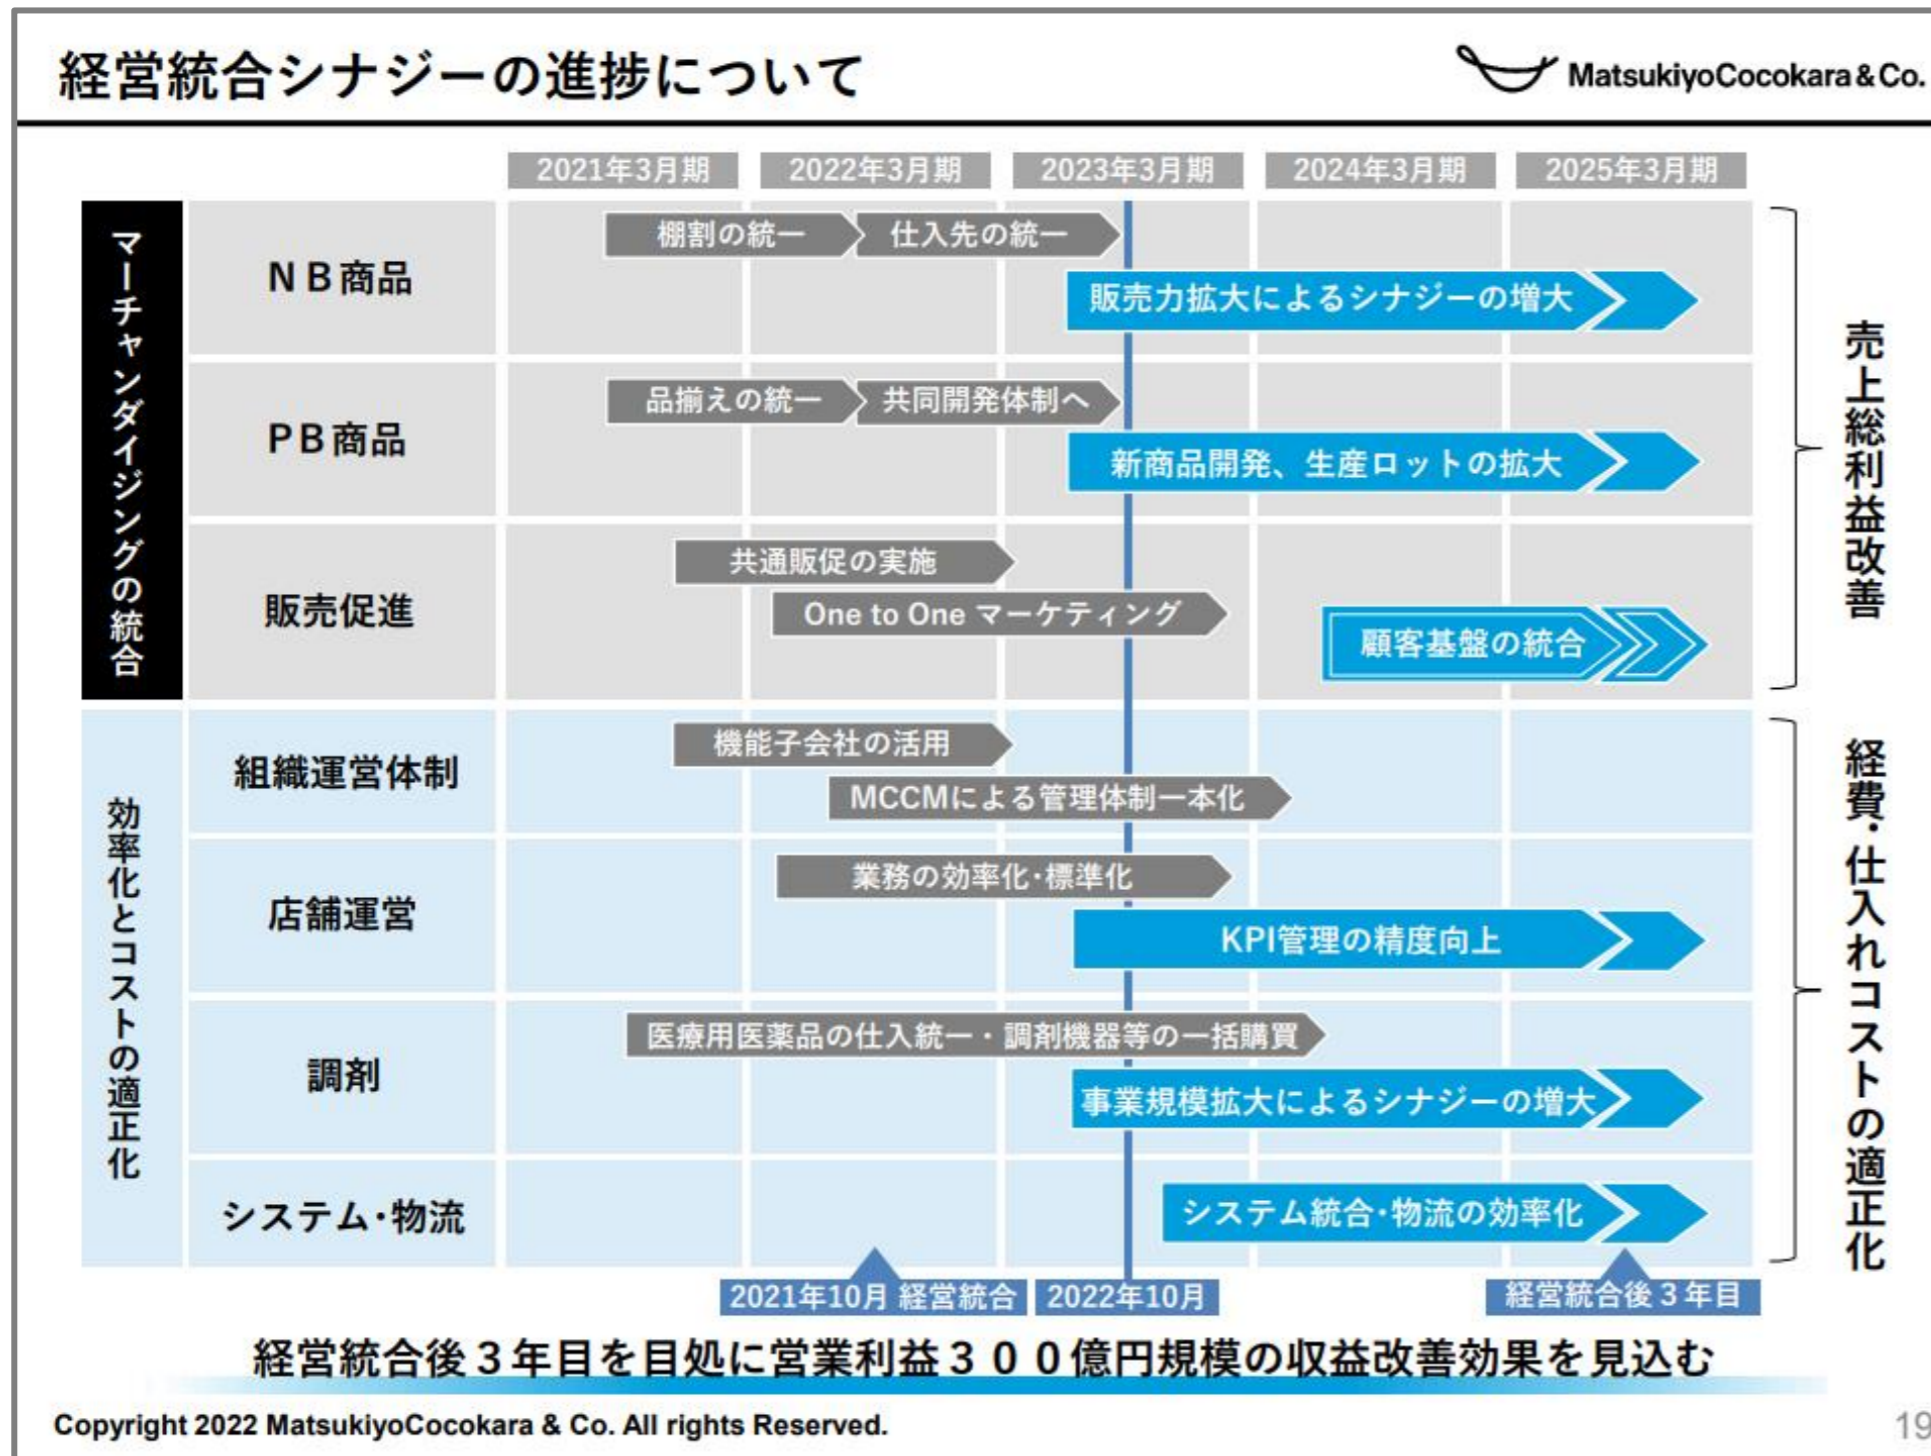 経営統合シナジーの進捗について
MatsukiyoCocokara & Co.
2021年3月期
2022年3月期
2023年3月期
2024年3月期
2025年3月期
マーチャンダイジングの統合
NB商品
棚割の統一
仕入先の統一
販売力拡大によるシナジーの増大
PB商品
品揃えの統一
共同開発体制へ
新商品開発、生産ロットの拡大
販売促進
共通販促の実施
One to One マーケティング
顧客基盤の統合
売上総利益改善
効率化とコストの適正化
組織運営体制
機能子会社の活用
MCCMによる管理体制一本化
店舗運営
業務の効率化・標準化
KPI管理の精度向上
調剤
医療用医薬品の仕入統一・調剤機器等の一括購買
事業規模拡大によるシナジーの増大
システム・物流
システム統合・物流の効率化
経費・仕入れコストの適正化
2021年10月 経営統合
2022年10月
経営統合後3年目
経営統合後3年目を目処に営業利益300億円規模の収益改善効果を見込む
Copyright 2022 MatsukiyoCocokara & Co. All rights Reserved.
19